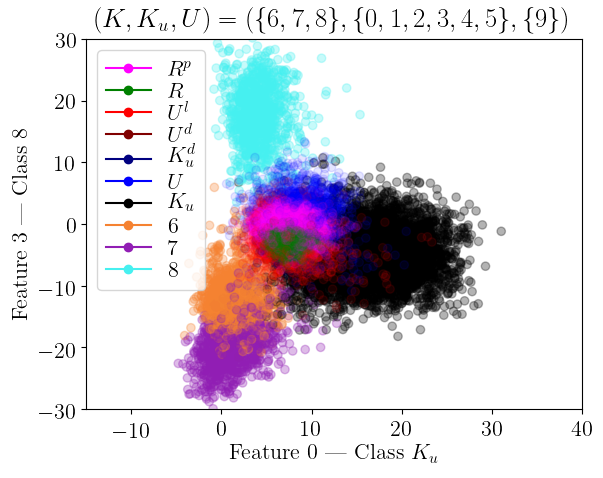 (K, K_u, U) = ({6, 7, 8}, {0, 1, 2, 3, 4, 5}, {9})
30
20
10
0
−10
−20
−30
Feature 3 — Class 8
R^p
R
U^l
U^d
K_u^d
U
K_u
6
7
8
−10 0 10 20 30 40
Feature 0 — Class K_u